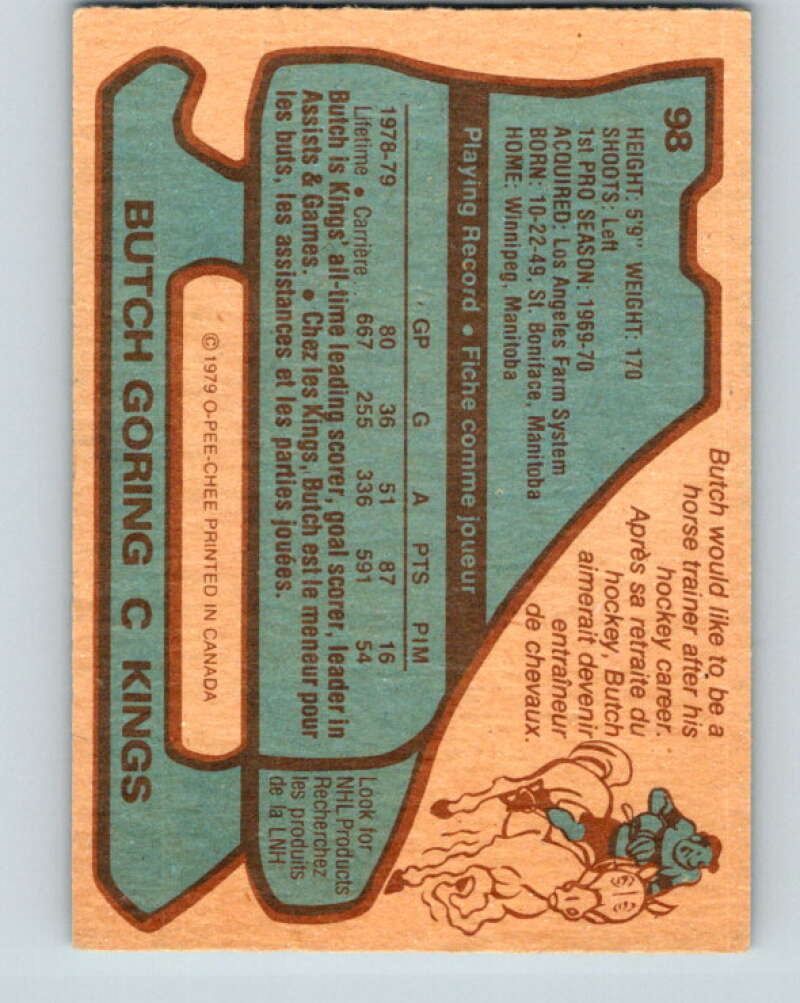 98
HEIGHT: 5'9" WEIGHT: 170
SHOOTS: Left
1st PRO SEASON: 1969-70
ACQUIRED: Los Angeles Farm System
BORN: 10-22-49, St. Boniface, Manitoba
HOME: Winnipeg, Manitoba
Butch would like to be a
horse trainer after his
hockey career.
Après sa retraite du
hockey, Butch
aimerait devenir
entraîneur
de chevaux.
Playing Record • Fiche comme joueur
GP G A PTS PIM
1978-79 80 36 51 87 16
Lifetime • Carrière 667 255 336 591 54
Butch is Kings' all-time leading scorer, goal scorer, leader in
Assists & Games. • Chez les Kings, Butch est le meneur pour
les buts, les assistances et les parties jouées.
Look for
NHL Products
Recherchez
les produits
de la LNH
© 1979 O-PEE-CHEE PRINTED IN CANADA
BUTCH GORING C KINGS